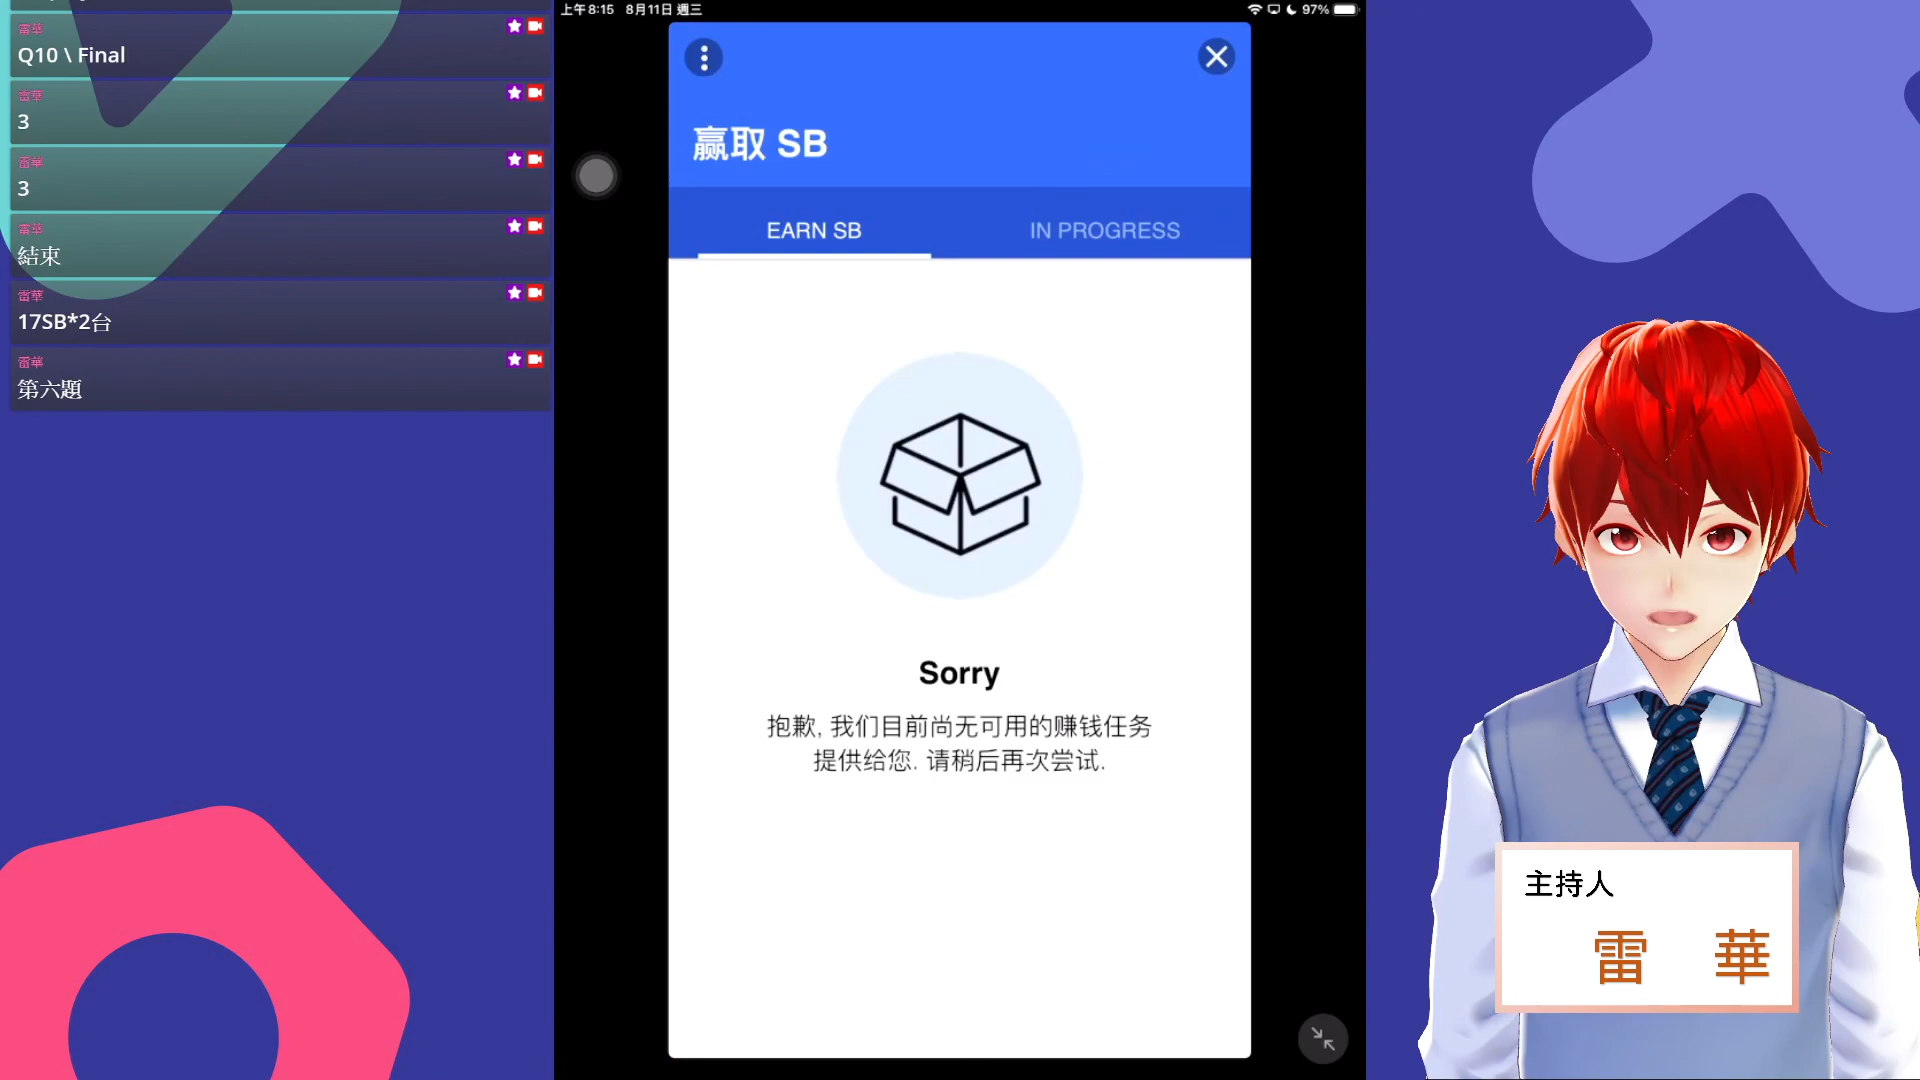 雷華
Q10 \ Final
雷華
3
雷華
3
雷華
結束
雷華
17SB*2台
雷華
第六題
上午8:15 8月11日 週三
97%
赢取 SB
EARN SB
IN PROGRESS
Sorry
抱歉, 我们目前尚无可用的赚钱任务
提供给您. 请稍后再次尝试.
主持人
雷 華